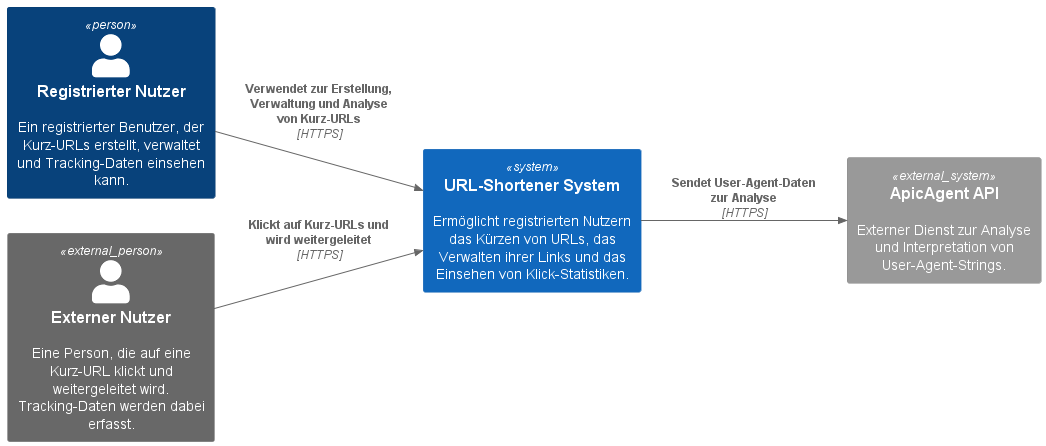 «person»
Registrierter Nutzer
Ein registrierter Benutzer, der
Kurz-URLs erstellt, verwaltet
und Tracking-Daten einsehen
kann.
Verwendet zur Erstellung,
Verwaltung und Analyse
von Kurz-URLs
[HTTPS]
«external_person»
Externer Nutzer
Eine Person, die auf eine
Kurz-URL klickt und
weitergeleitet wird.
Tracking-Daten werden dabei
erfasst.
Klickt auf Kurz-URLs und
wird weitergeleitet
[HTTPS]
«system»
URL-Shortener System
Ermöglicht registrierten Nutzern
das Kürzen von URLs, das
Verwalten ihrer Links und das
Einsehen von Klick-Statistiken.
Sendet User-Agent-Daten
zur Analyse
[HTTPS]
«external_system»
ApicAgent API
Externer Dienst zur Analyse
und Interpretation von
User-Agent-Strings.